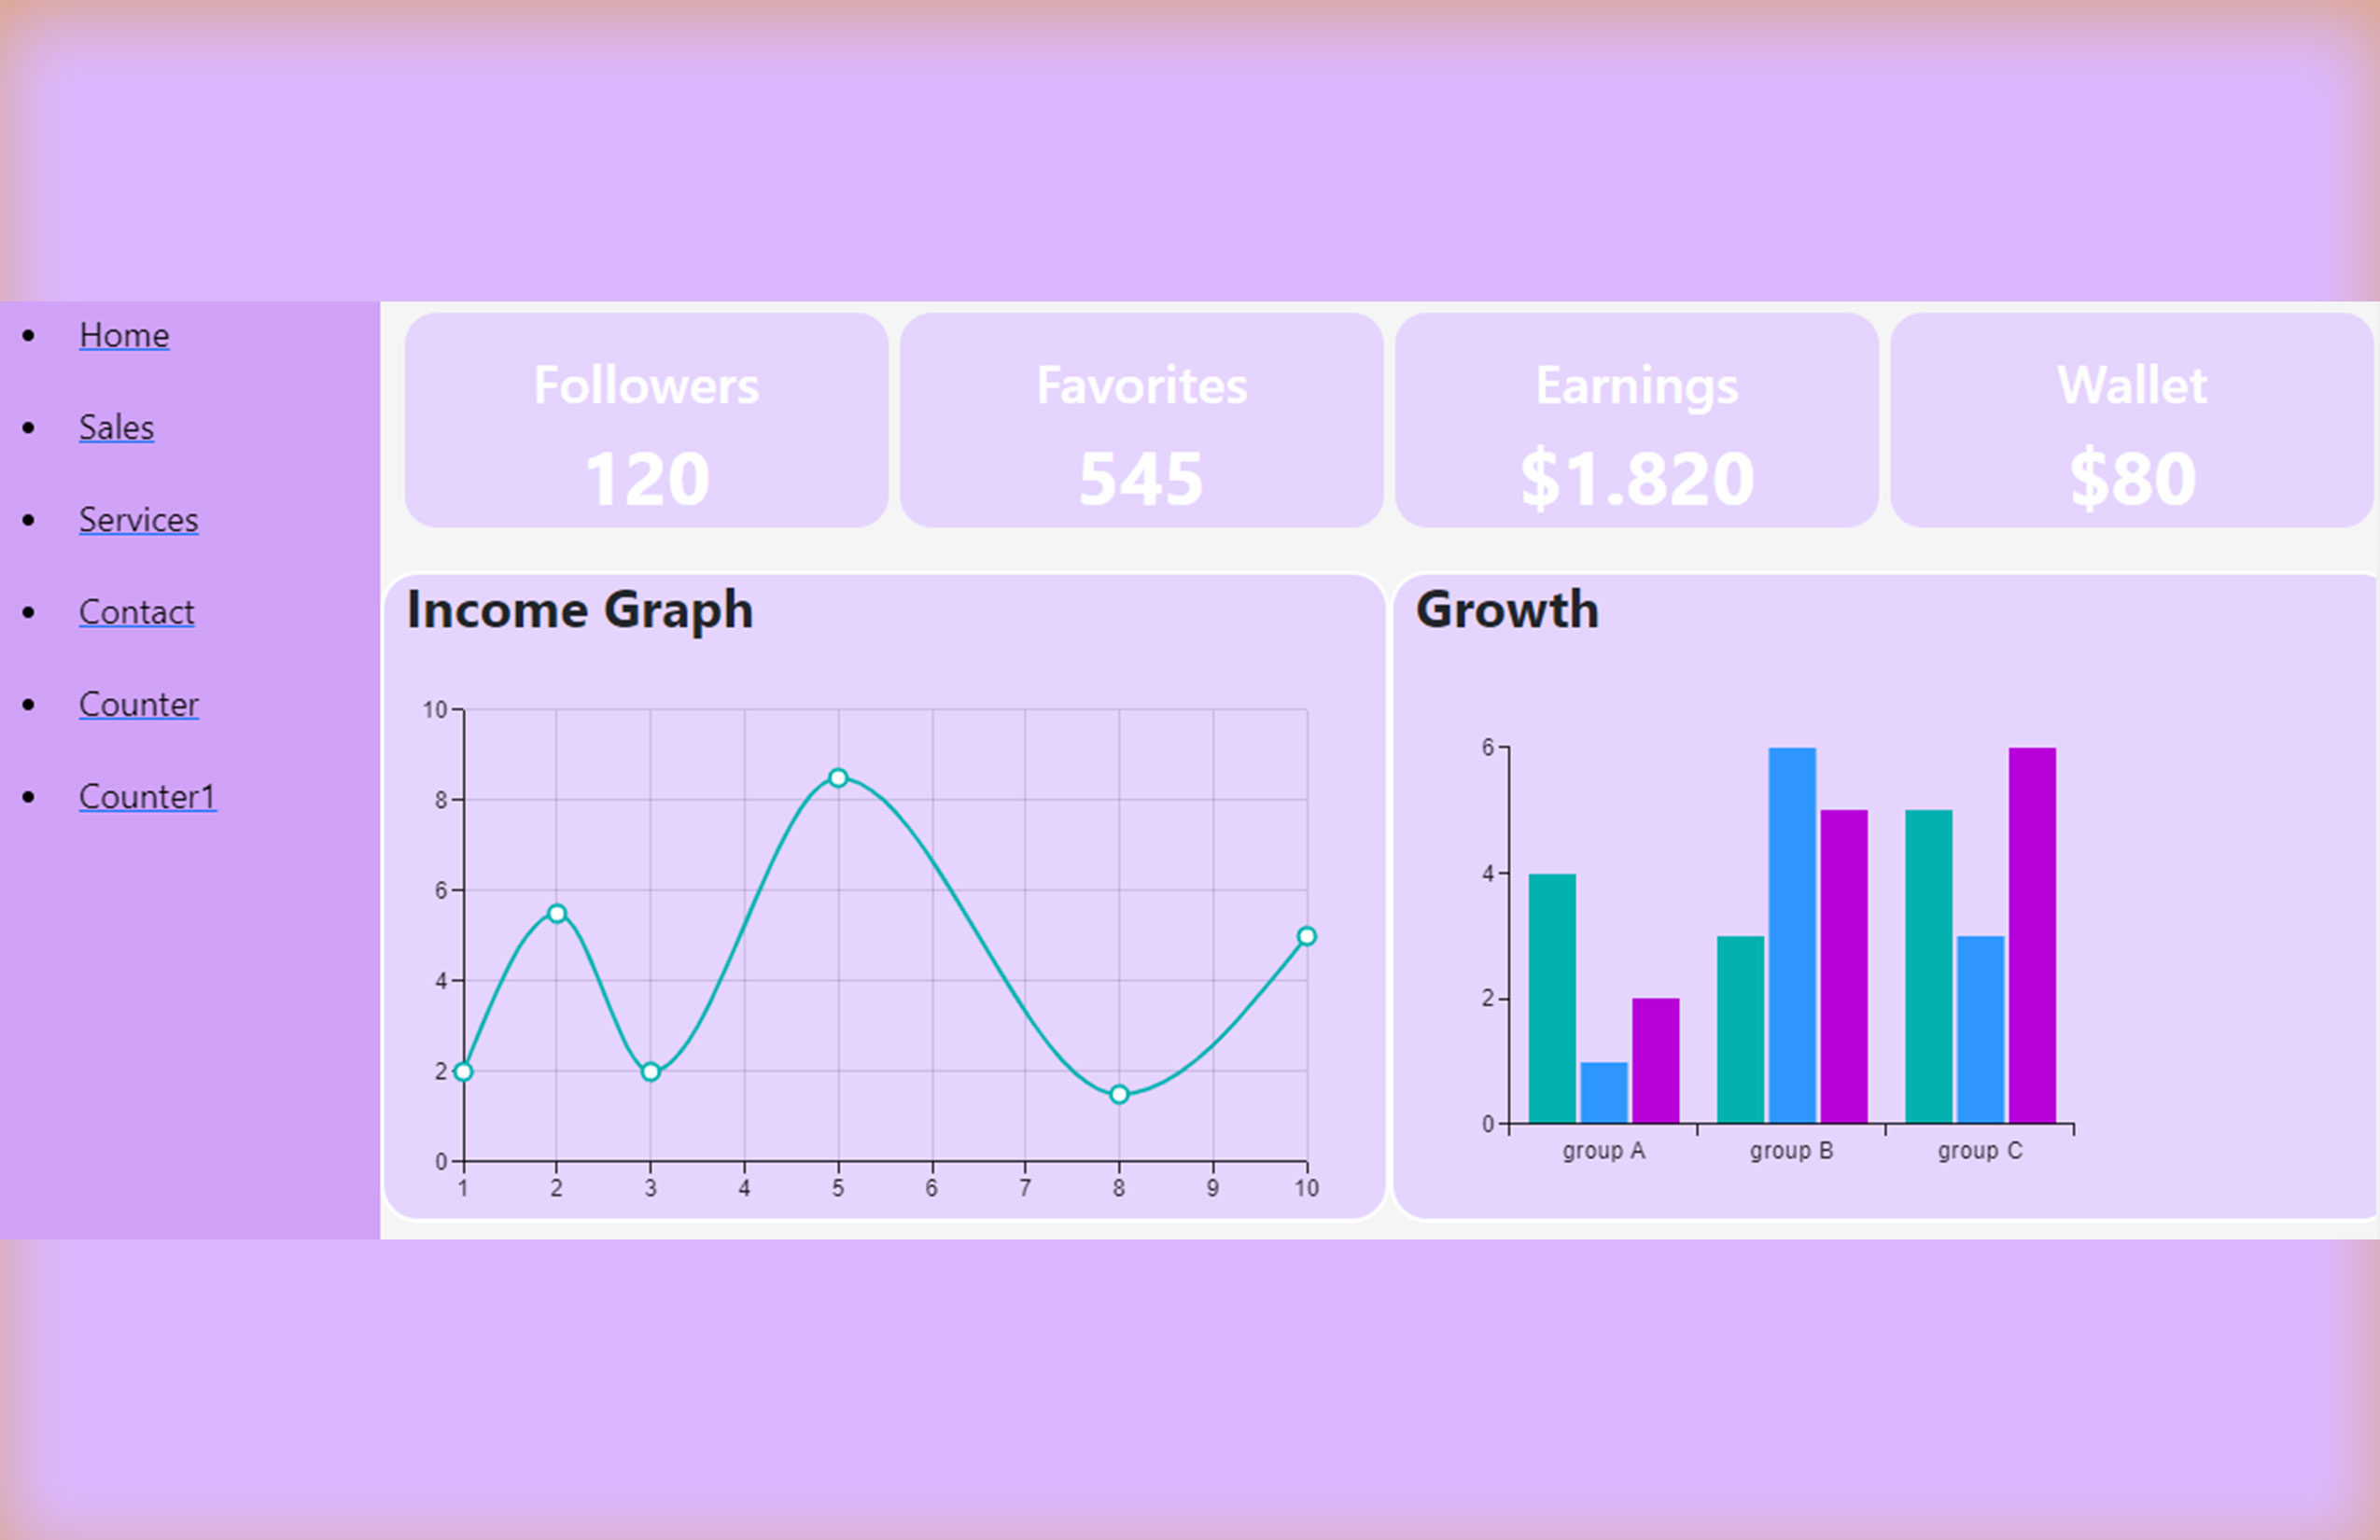 Home
Sales
Services
Contact
Counter
Counter1
Followers
120
Favorites
545
Earnings
$1.820
Wallet
$80
Income Graph
10
8
6
4
2
0
1 2 3 4 5 6 7 8 9 10
Growth
6
4
2
0
group A group B group C